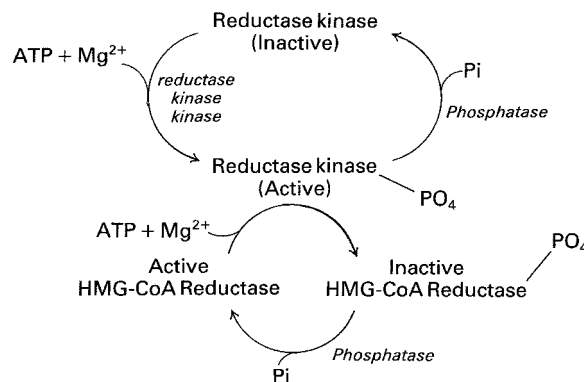 Reductase kinase
(Inactive)
ATP + Mg²⁺
reductase
kinase
kinase
Pi
Phosphatase
Reductase kinase
(Active)
PO₄
ATP + Mg²⁺
PO₄
Active
HMG-CoA Reductase
Inactive
HMG-CoA Reductase
Phosphatase
Pi